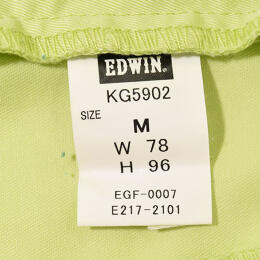 EDWIN.
KG5902
SIZE
M
W 78
H 96
EGF-0007
E217-2101